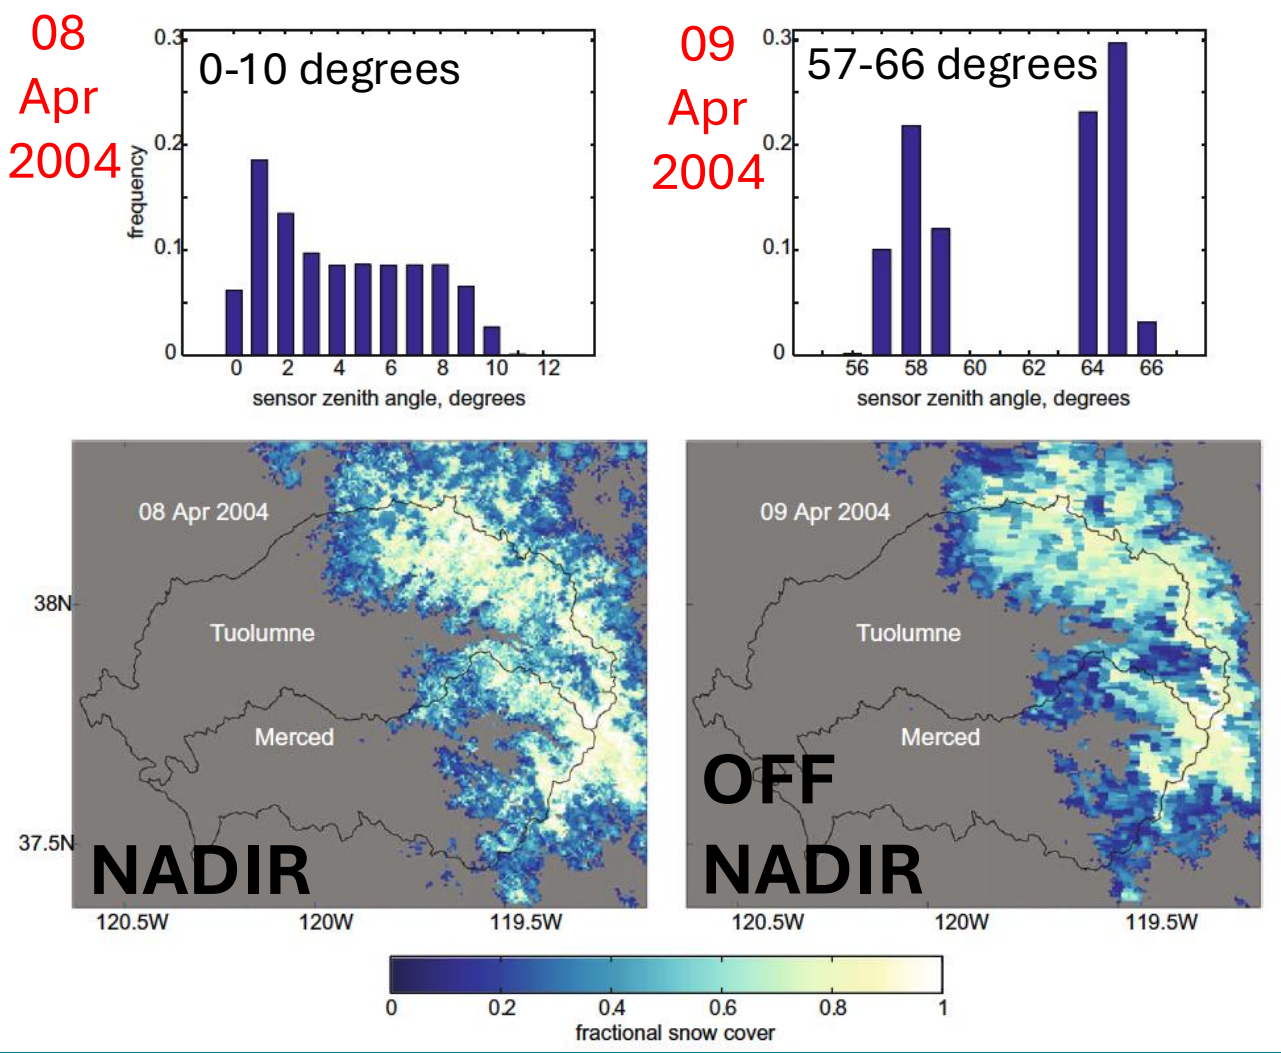 08
Apr
2004
0-10 degrees
0.3
0.2
0.1
0
frequency
0 2 4 6 8 10 12
sensor zenith angle, degrees
09
Apr
2004
57-66 degrees
0.3
0.2
0.1
0
56 58 60 62 64 66
sensor zenith angle, degrees
08 Apr 2004
38N
Tuolumne
Merced
37.5N
NADIR
120.5W 120W 119.5W
09 Apr 2004
Tuolumne
Merced
OFF
NADIR
120.5W 120W 119.5W
0 0.2 0.4 0.6 0.8 1
fractional snow cover